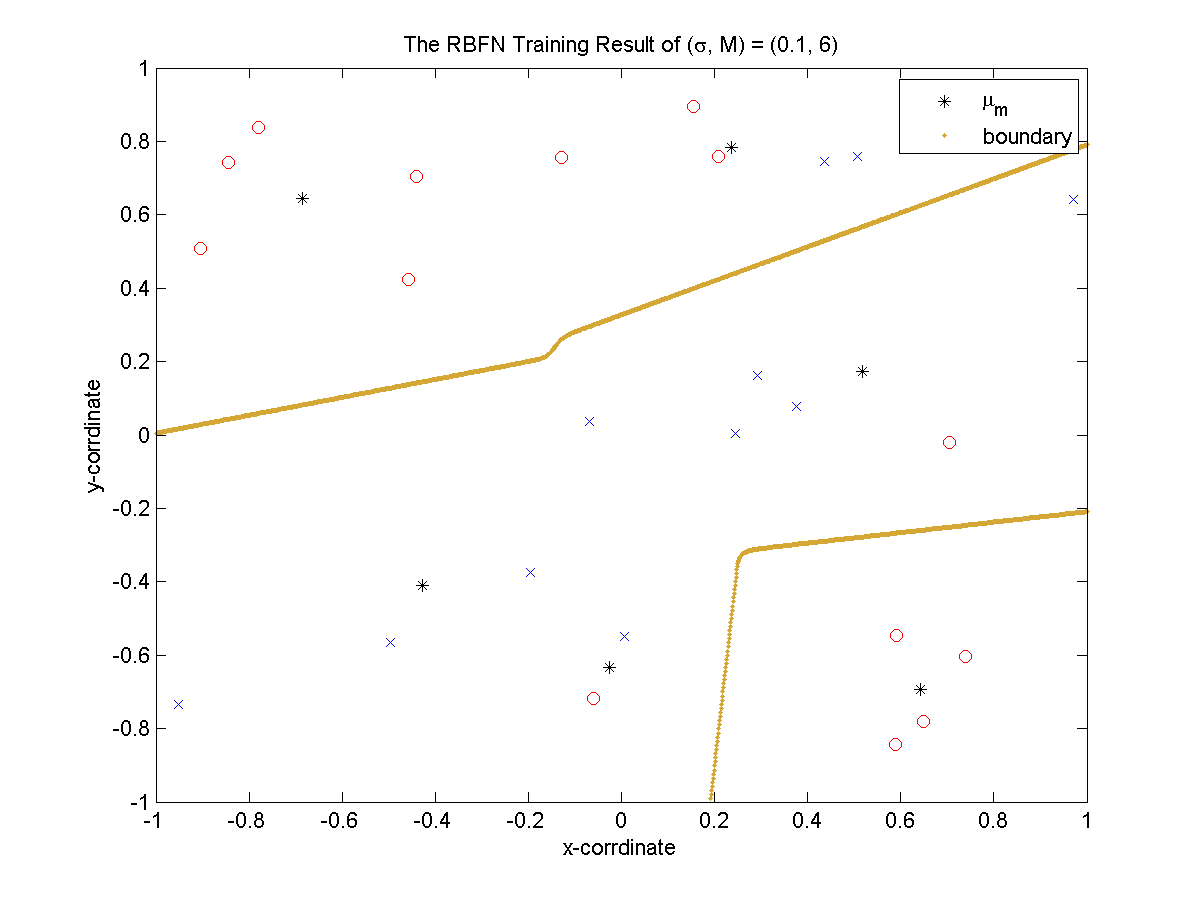 The RBFN Training Result of (σ, M) = (0.1, 6)
μm
boundary
1
0.8
0.6
0.4
0.2
0
-0.2
-0.4
-0.6
-0.8
-1
y-corrdinate
-1 -0.8 -0.6 -0.4 -0.2 0 0.2 0.4 0.6 0.8 1
x-corrdinate